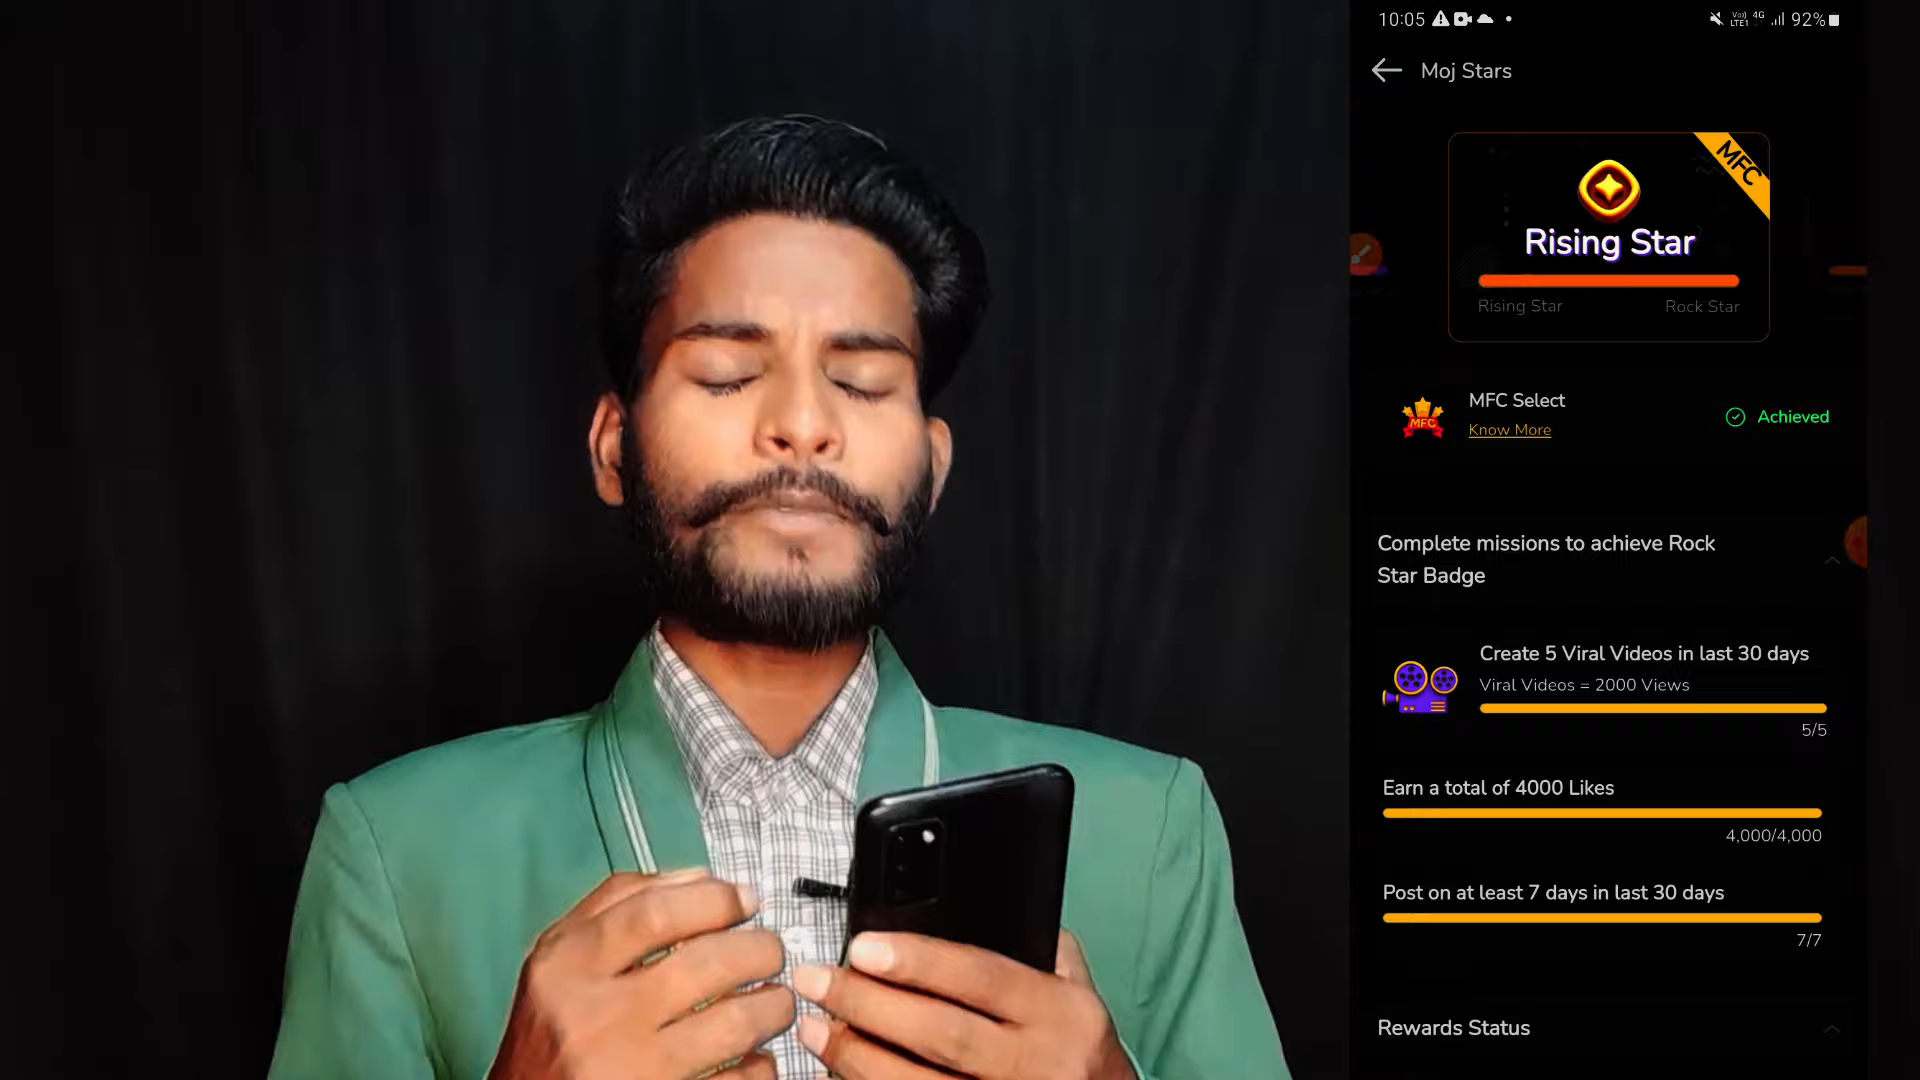 10:05
Vo) 4G 92%
LTE1
Moj Stars
MFC
Rising Star
Rising Star Rock Star
MFC
MFC Select
Know More
Achieved
Complete missions to achieve Rock
Star Badge
Create 5 Viral Videos in last 30 days
Viral Videos = 2000 Views
5/5
Earn a total of 4000 Likes
4,000/4,000
Post on at least 7 days in last 30 days
7/7
Rewards Status